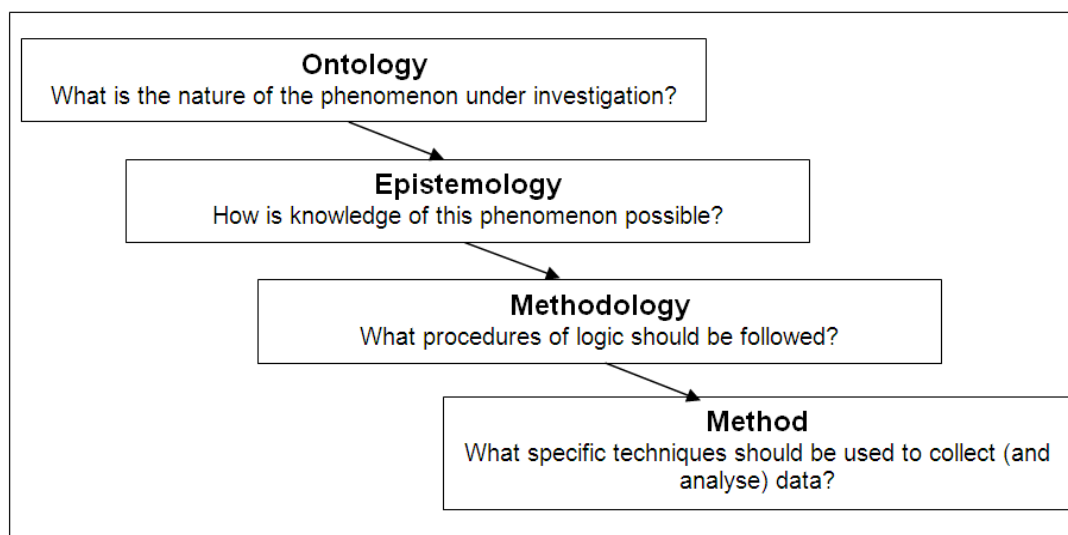 Ontology
What is the nature of the phenomenon under investigation?
Epistemology
How is knowledge of this phenomenon possible?
Methodology
What procedures of logic should be followed?
Method
What specific techniques should be used to collect (and
analyse) data?